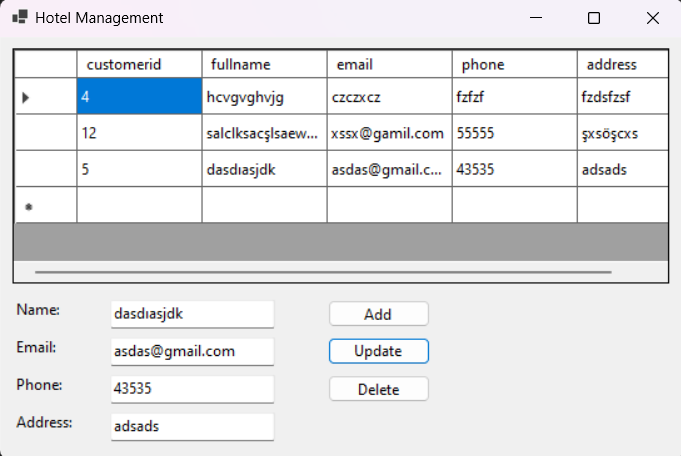 Hotel Management
customerid fullname email phone address
4 hcvgvghvjg czczxcz fzfzf fzdsfzsf
12 salclksacşlsaew... xssx@gamil.com 55555 şxsöşcxs
5 dasdıasjdk asdas@gmail.c... 43535 adsads
Name: dasdıasjdk Add
Email: asdas@gmail.com Update
Phone: 43535 Delete
Address: adsads